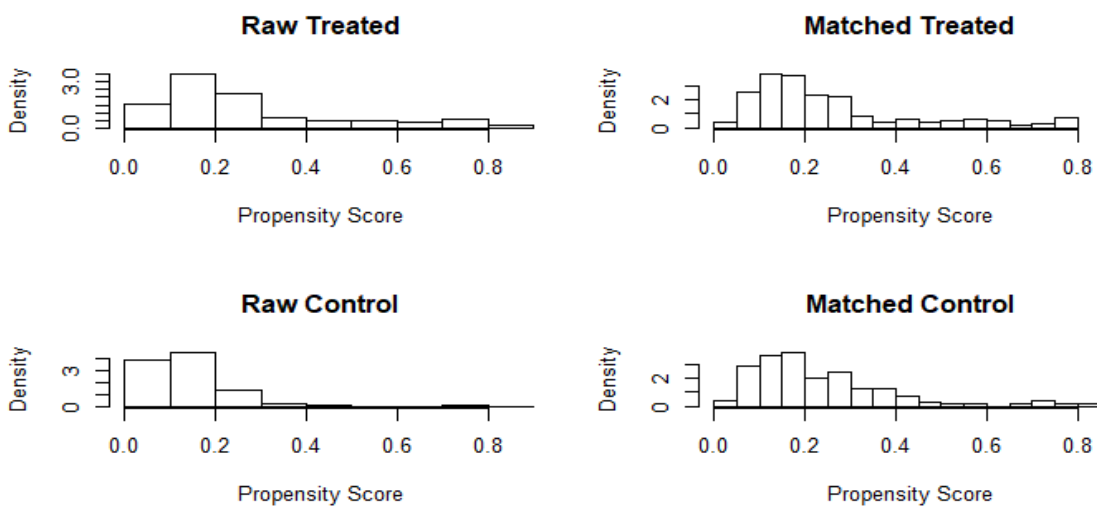 Raw Treated
Density
0.0 3.0
0.0 0.2 0.4 0.6 0.8
Propensity Score
Matched Treated
Density
0 2
0.0 0.2 0.4 0.6 0.8
Propensity Score
Raw Control
Density
0 3
0.0 0.2 0.4 0.6 0.8
Propensity Score
Matched Control
Density
0 2
0.0 0.2 0.4 0.6 0.8
Propensity Score